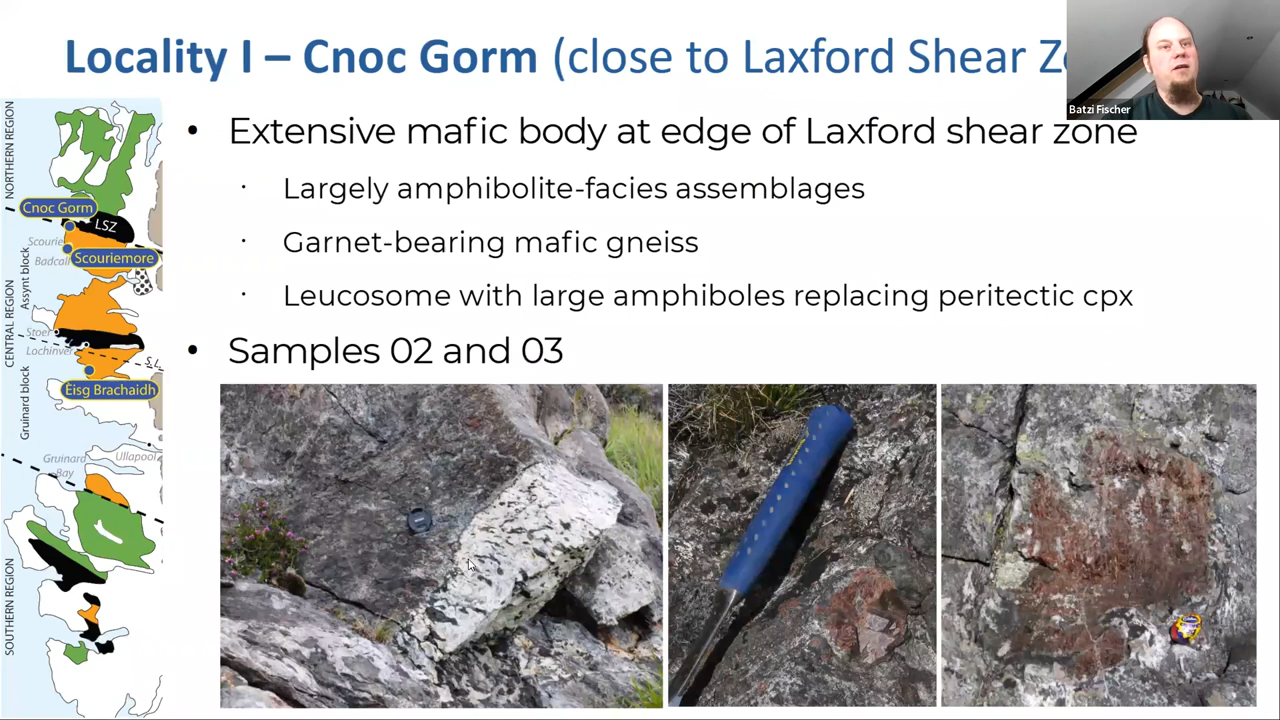 Locality I – Cnoc Gorm (close to Laxford Shear Z
Batzi Fischer
• Extensive mafic body at edge of Laxford shear zone
· Largely amphibolite-facies assemblages
· Garnet-bearing mafic gneiss
· Leucosome with large amphiboles replacing peritectic cpx
• Samples 02 and 03
NORTHERN REGION
Cnoc Gorm
LSZ
Scourie
Scouriemore
Badcall
Assynt block
CENTRAL REGION
Stoer
Lochinver
S.L.
Eisg Brachaidh
Gruinard block
Ullapool
Gruinard
Bay
SOUTHERN REGION